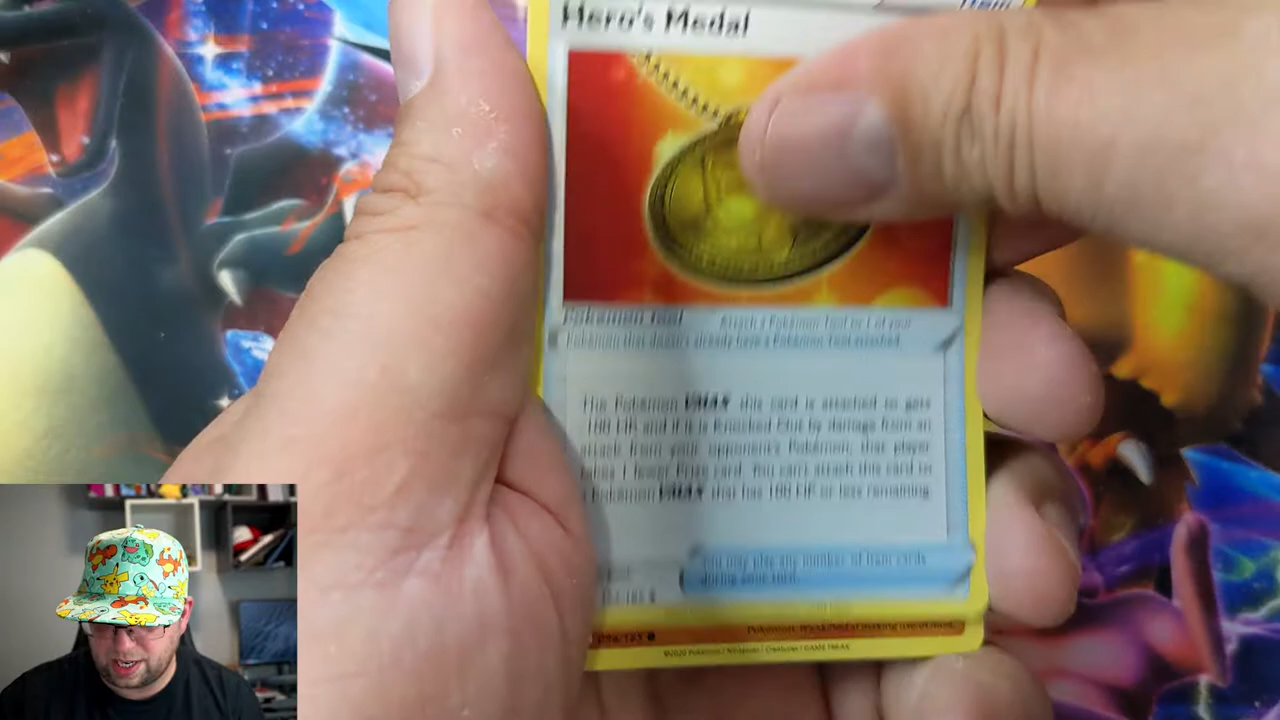 Item
Hero's Medal
Pokémon Tool Attach a Pokémon Tool to 1 of your
Pokémon that doesn't already have a Pokémon Tool attached.
The Pokémon VMAX this card is attached to gets
100 HP, and if it is Knocked Out by damage from an
attack from your opponent's Pokémon, that player
takes 1 fewer Prize card. You can't attach this card to
Pokémon VMAX that has 100 HP or less remaining
You may play any number of Item cards
during your turn.
©2020 Pokémon / Nintendo / Creatures / GAME FREAK